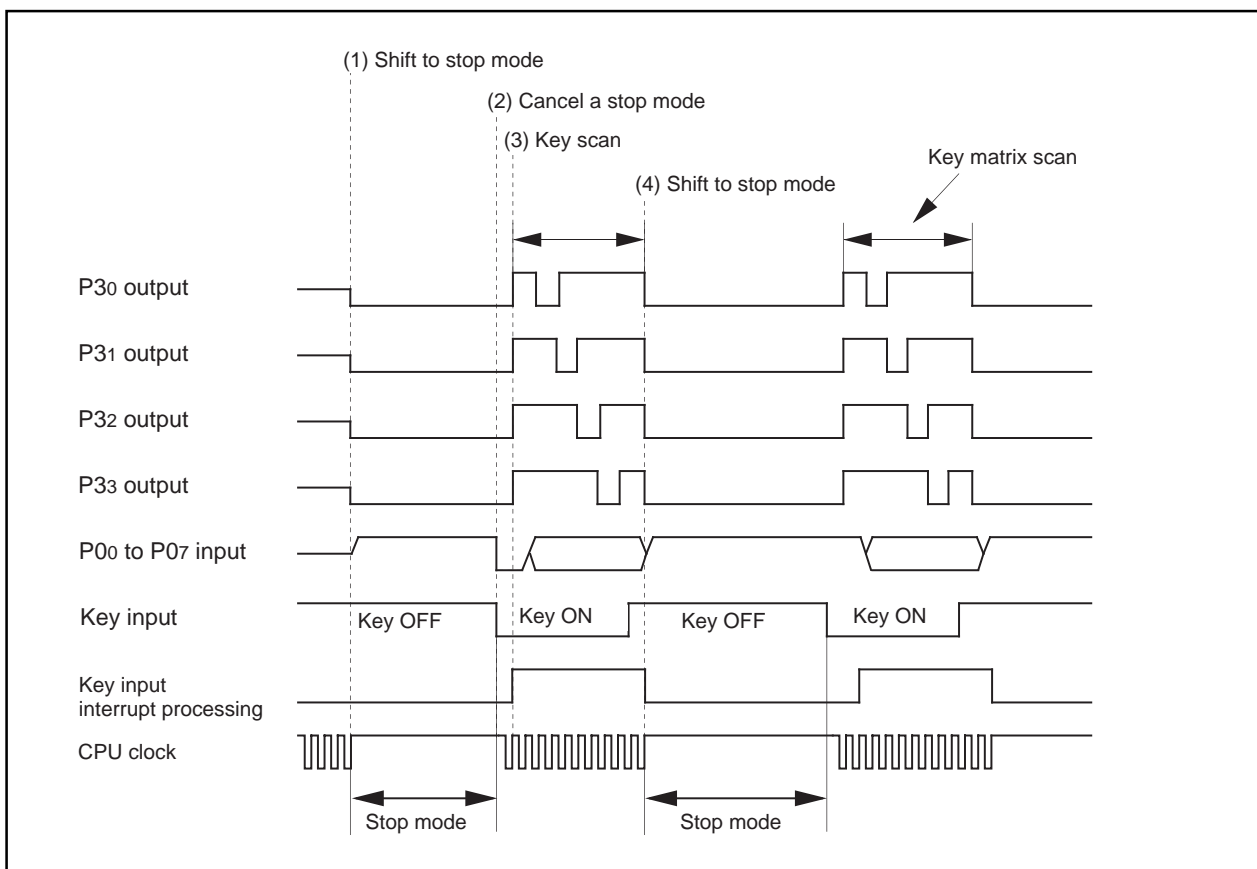 (1) Shift to stop mode
(2) Cancel a stop mode
(3) Key scan
Key matrix scan
(4) Shift to stop mode
P30 output
P31 output
P32 output
P33 output
P00 to P07 input
Key input
Key OFF
Key ON
Key OFF
Key ON
Key input
interrupt processing
CPU clock
Stop mode
Stop mode